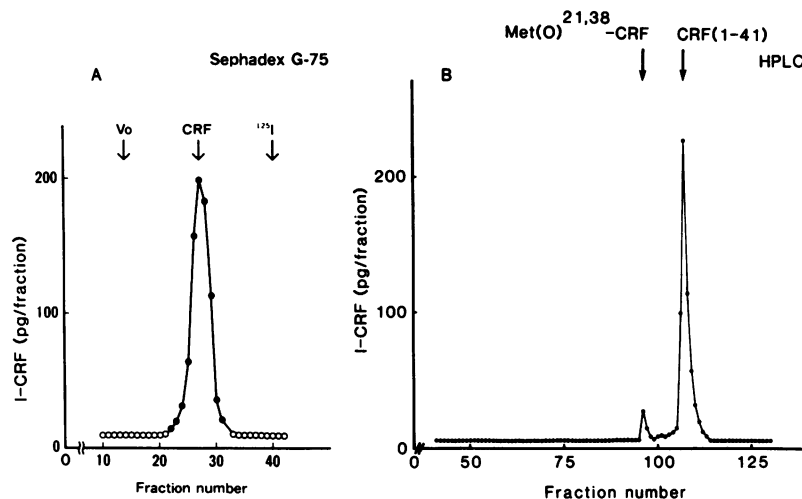 A
Sephadex G-75
Vo
CRF
125I
I-CRF (pg/fraction)
200
100
0
0
10
20
30
40
Fraction number
B
Met(O)21,38-CRF
CRF(1-41)
HPLC
I-CRF (pg/fraction)
200
100
0
0
50
75
100
125
Fraction number